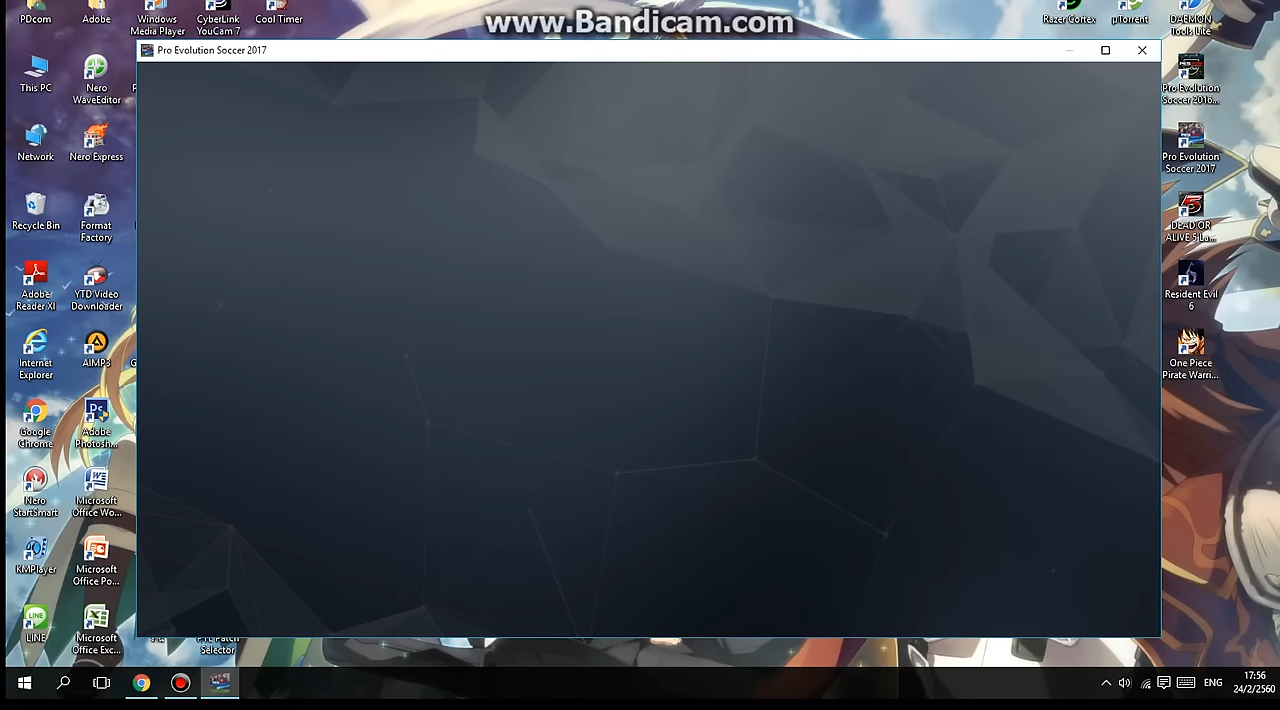 www.Bandicam.com
PDcom
Adobe
Windows
Media Player
CyberLink
YouCam 7
Cool Timer
Razer Cortex
µTorrent
DAEMON
Tools Lite
Pro Evolution Soccer 2017
This PC
Nero
WaveEditor
Network
Nero Express
Recycle Bin
Format
Factory
Adobe
Reader XI
YTD Video
Downloader
Internet
Explorer
AIMP3
Google
Chrome
Adobe
Photosh...
Nero
StartSmart
Microsoft
Office Wo...
KMPlayer
Microsoft
Office Po...
LINE
LINE
Microsoft
Office Exc...
Selector
Pro Evolution
Soccer 2016...
Pro Evolution
Soccer 2017
DEAD OR
ALIVE 5 La...
Resident Evil
6
One Piece
Pirate Warri...
ENG
17:56
24/2/2560